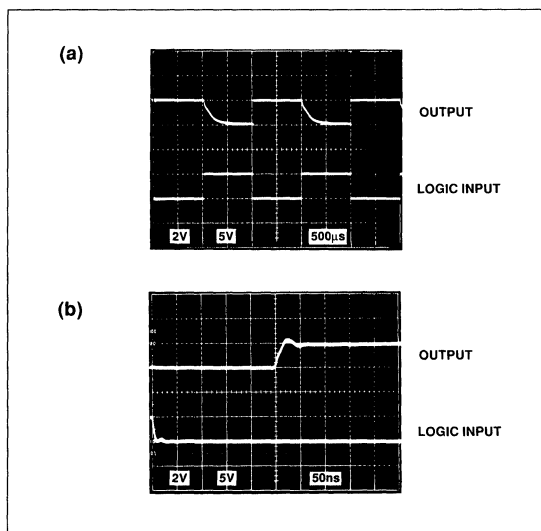 (a)
OUTPUT
LOGIC INPUT
2V 5V 500µs
(b)
OUTPUT
LOGIC INPUT
2V 5V 50ns